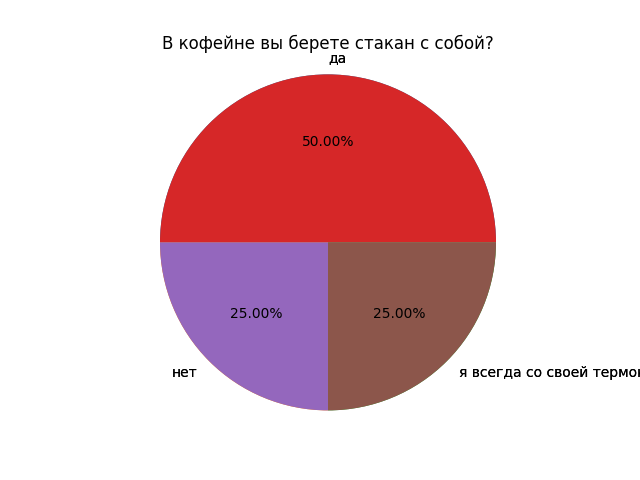 В кофейне вы берете стакан с собой?
да
50.00%
25.00%
25.00%
нет
я всегда со своей